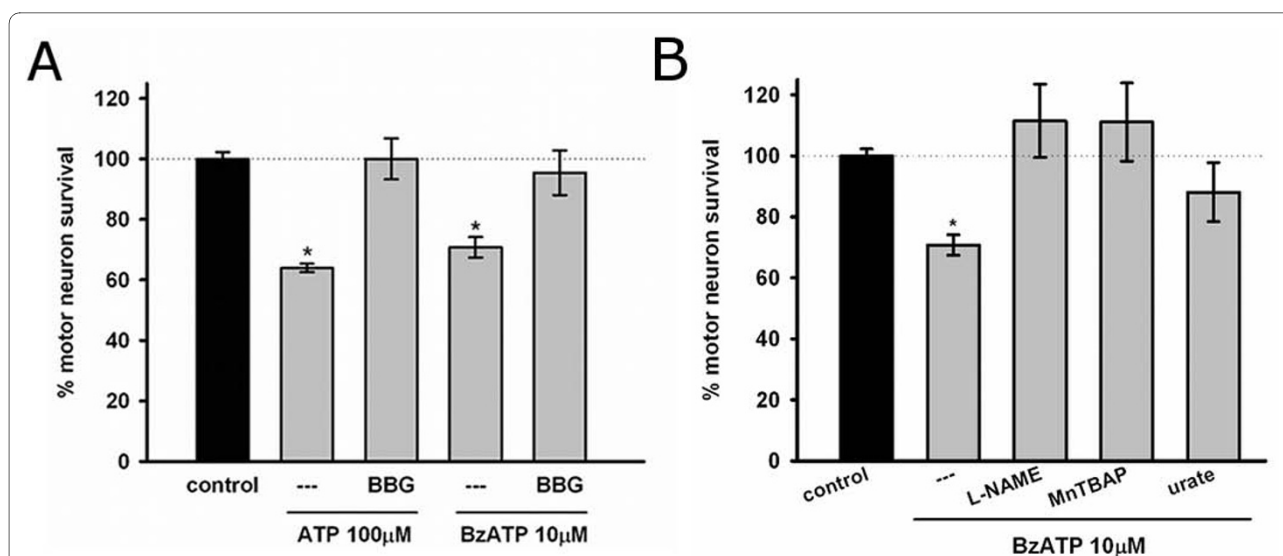 A
% motor neuron survival
120
100
80
60
40
20
0
*
*
control --- BBG --- BBG
ATP 100μM BzATP 10μM
B
% motor neuron survival
120
100
80
60
40
20
0
*
control --- L-NAME MnTBAP urate
BzATP 10μM